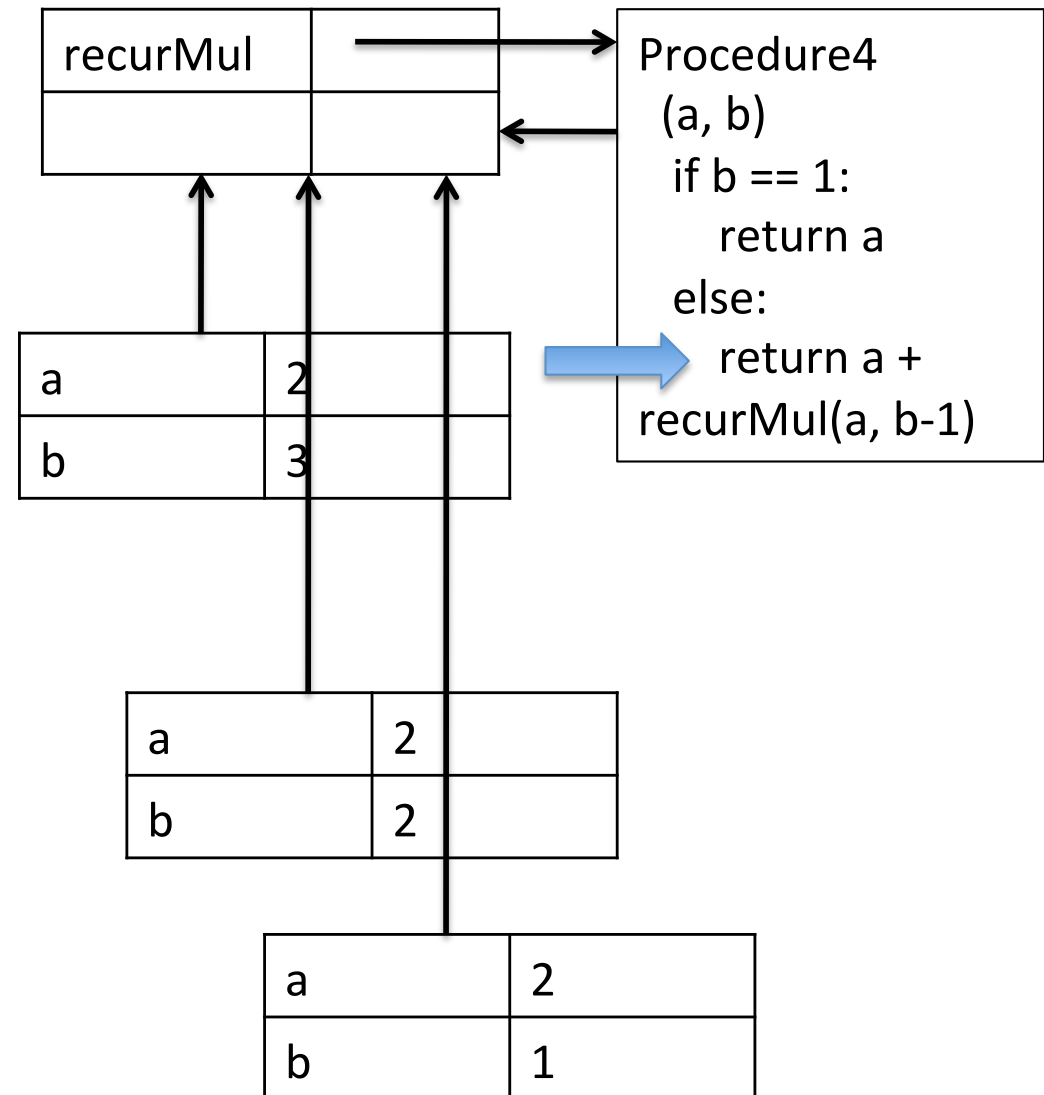 recurMul
Procedure4
(a, b)
if b == 1:
return a
else:
return a +
recurMul(a, b-1)
a 2
b 3
a 2
b 2
a 2
b 1